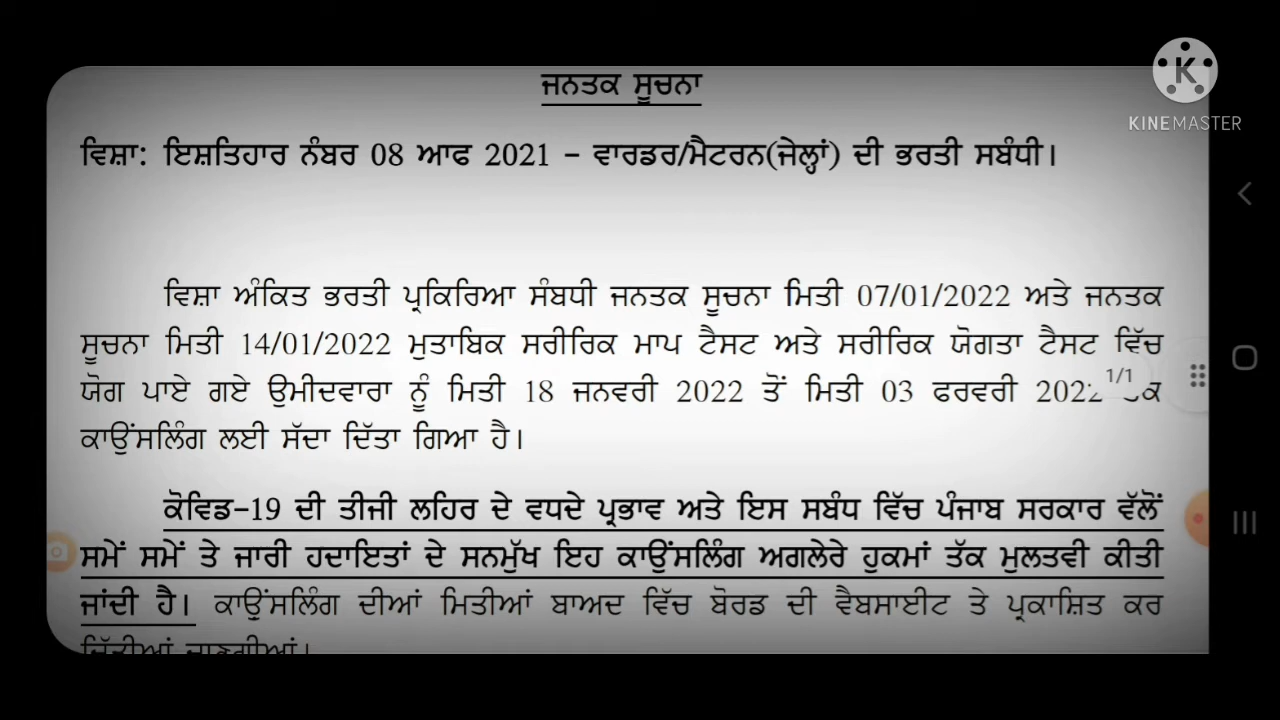 ਜਨਤਕ ਸੂਚਨਾ
KINEMASTER
ਵਿਸ਼ਾ: ਇਸ਼ਤਿਹਾਰ ਨੰਬਰ 08 ਆਫ 2021 – ਵਾਰਡਰ/ਮੈਟਰਨ(ਜੇਲ੍ਹਾਂ) ਦੀ ਭਰਤੀ ਸਬੰਧੀ।
ਵਿਸ਼ਾ ਅੰਕਿਤ ਭਰਤੀ ਪ੍ਰਕਿਰਿਆ ਸੰਬਧੀ ਜਨਤਕ ਸੂਚਨਾ ਮਿਤੀ 07/01/2022 ਅਤੇ ਜਨਤਕ
ਸੂਚਨਾ ਮਿਤੀ 14/01/2022 ਮੁਤਾਬਿਕ ਸਰੀਰਿਕ ਮਾਪ ਟੈਸਟ ਅਤੇ ਸਰੀਰਿਕ ਯੋਗਤਾ ਟੈਸਟ ਵਿੱਚ
1/1
ਯੋਗ ਪਾਏ ਗਏ ਉਮੀਦਵਾਰਾ ਨੂੰ ਮਿਤੀ 18 ਜਨਵਰੀ 2022 ਤੋਂ ਮਿਤੀ 03 ਫਰਵਰੀ 2022
ਕਾਉਂਸਲਿੰਗ ਲਈ ਸੱਦਾ ਦਿੱਤਾ ਗਿਆ ਹੈ।
ਕੋਵਿਡ–19 ਦੀ ਤੀਜੀ ਲਹਿਰ ਦੇ ਵਧਦੇ ਪ੍ਰਭਾਵ ਅਤੇ ਇਸ ਸਬੰਧ ਵਿੱਚ ਪੰਜਾਬ ਸਰਕਾਰ ਵੱਲੋਂ
ਸਮੇਂ ਸਮੇਂ ਤੇ ਜਾਰੀ ਹਦਾਇਤਾਂ ਦੇ ਸਨਮੁੱਖ ਇਹ ਕਾਉਂਸਲਿੰਗ ਅਗਲੇਰੇ ਹੁਕਮਾਂ ਤੱਕ ਮੁਲਤਵੀ ਕੀਤੀ
ਜਾਂਦੀ ਹੈ। ਕਾਉਂਸਲਿੰਗ ਦੀਆਂ ਮਿਤੀਆਂ ਬਾਅਦ ਵਿੱਚ ਬੋਰਡ ਦੀ ਵੈਬਸਾਈਟ ਤੇ ਪ੍ਰਕਾਸ਼ਿਤ ਕਰ